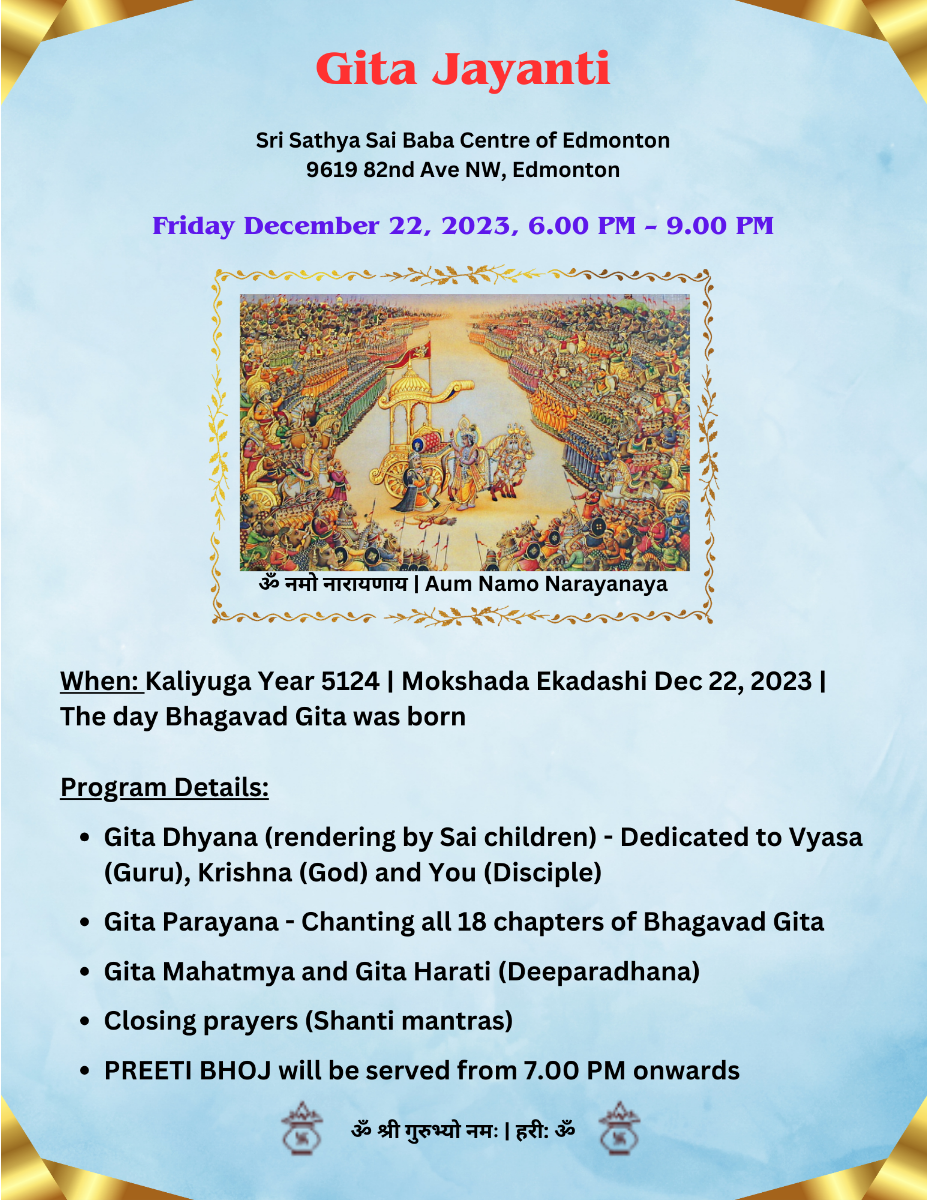 Gita Jayanti
Sri Sathya Sai Baba Centre of Edmonton
9619 82nd Ave NW, Edmonton
Friday December 22, 2023, 6.00 PM - 9.00 PM
ॐ नमो नारायणाय | Aum Namo Narayanaya
When: Kaliyuga Year 5124 | Mokshada Ekadashi Dec 22, 2023 |
The day Bhagavad Gita was born
Program Details:
• Gita Dhyana (rendering by Sai children) - Dedicated to Vyasa
(Guru), Krishna (God) and You (Disciple)
• Gita Parayana - Chanting all 18 chapters of Bhagavad Gita
• Gita Mahatmya and Gita Harati (Deeparadhana)
• Closing prayers (Shanti mantras)
• PREETI BHOJ will be served from 7.00 PM onwards
ॐ श्री गुरुभ्यो नमः | हरी: ॐ